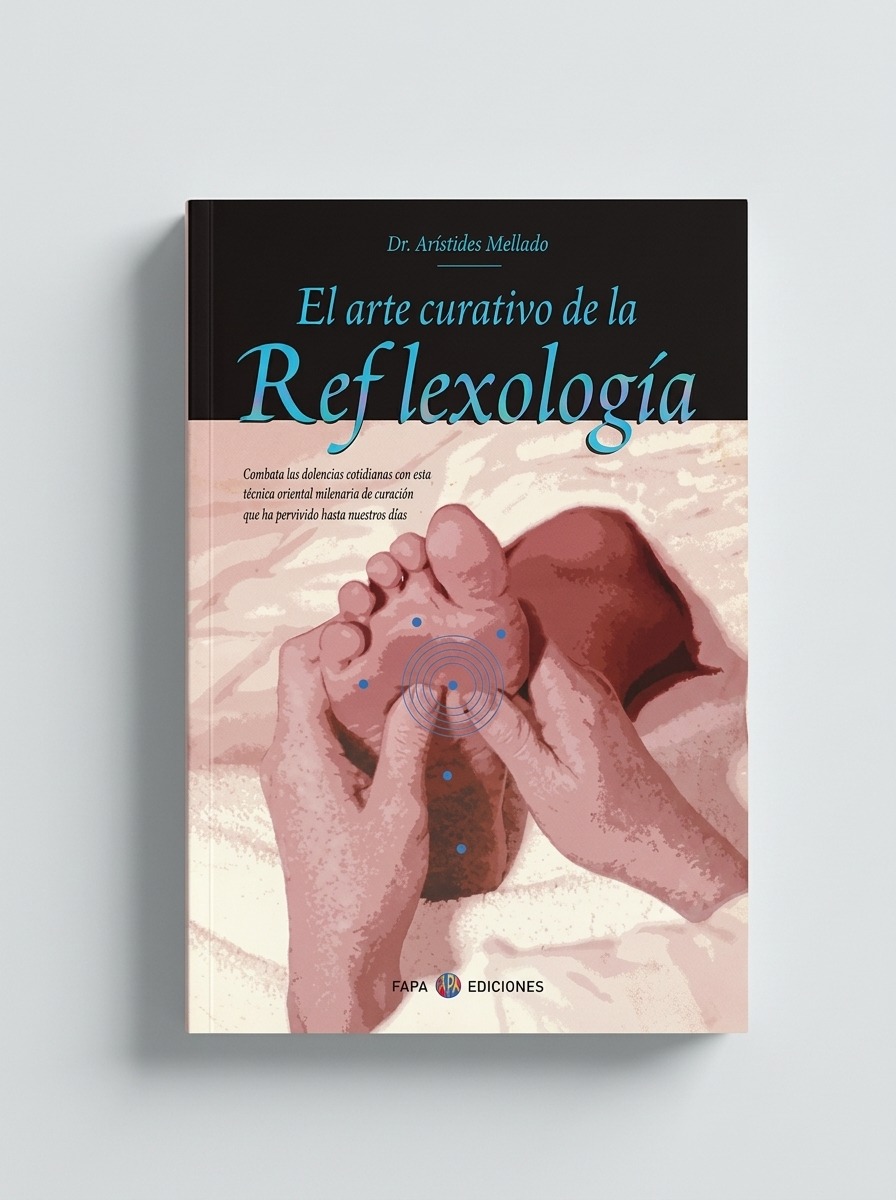 Dr. Arístides Mellado
El arte curativo de la
Reflexología
Combata las dolencias cotidianas con esta
técnica oriental milenaria de curación
que ha pervivido hasta nuestros días
FAPA APA EDICIONES